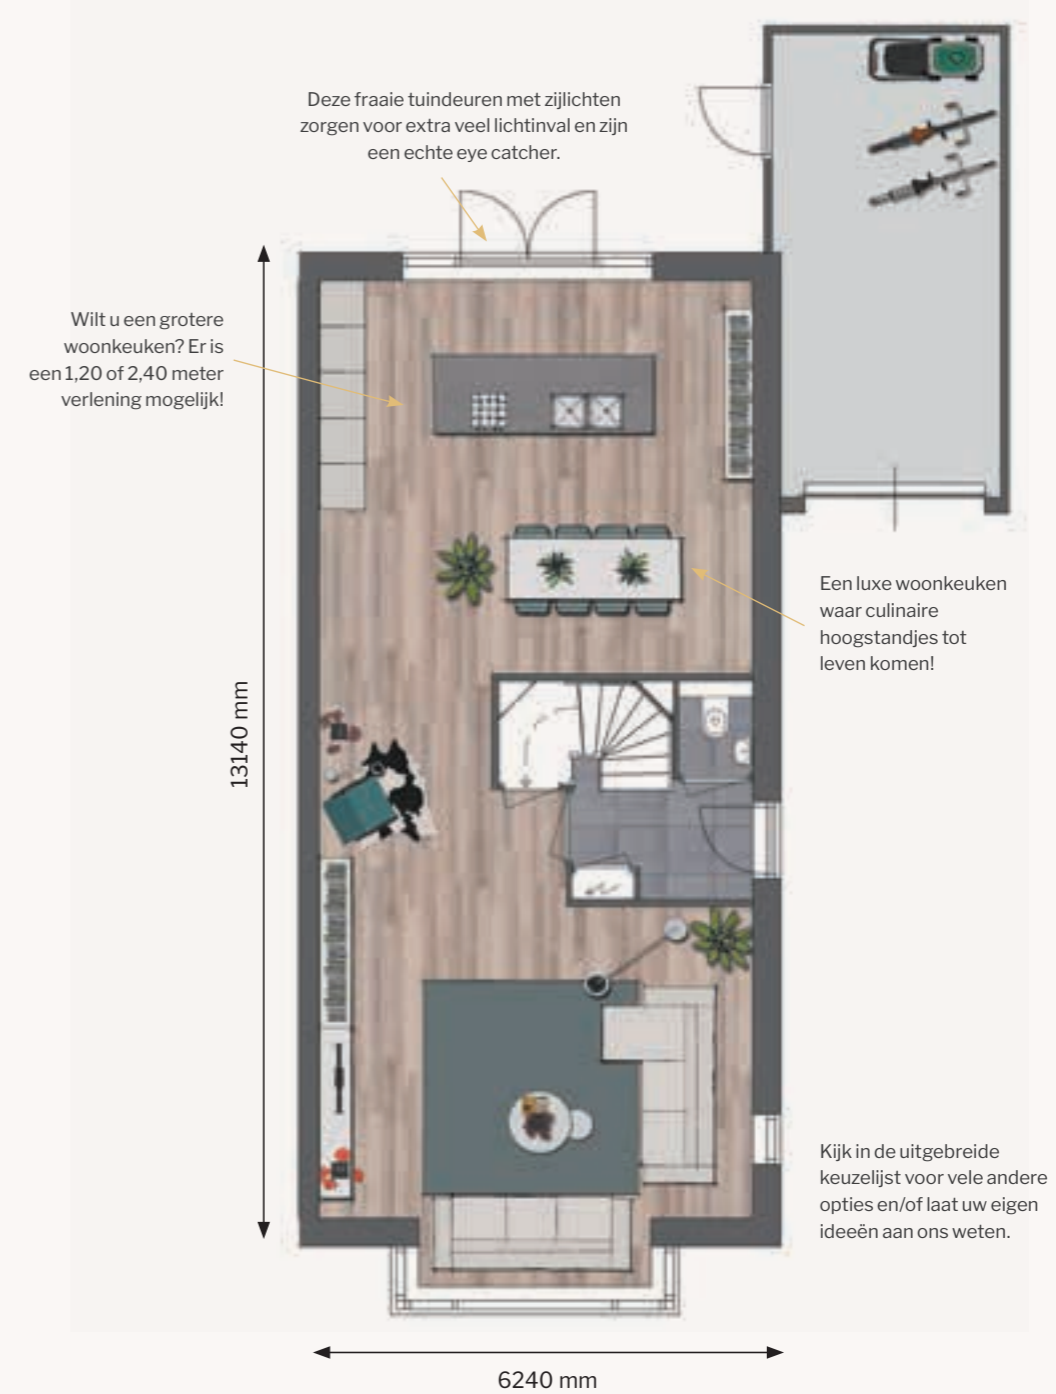 Deze fraaie tuindeuren met zijlichten
zorgen voor extra veel lichtinval en zijn
een echte eye catcher.
Wilt u een grotere
woonkeuken? Er is
een 1,20 of 2,40 meter
verlening mogelijk!
Een luxe woonkeuken
waar culinaire
hoogstandjes tot
leven komen!
13140 mm
Kijk in de uitgebreide
keuzelijst voor vele andere
opties en/of laat uw eigen
ideeën aan ons weten.
6240 mm